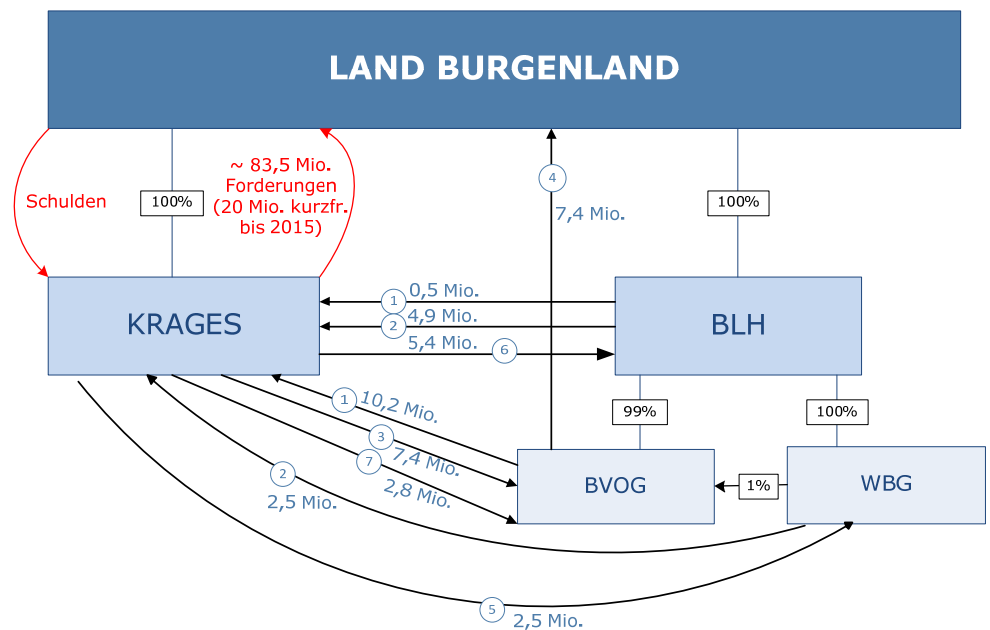 LAND BURGENLAND
4
~ 83,5 Mio.
Forderungen
(20 Mio. kurzfr.
bis 2015)
Schulden
100%
100%
7,4 Mio.
KRAGES
BLH
1
0,5 Mio.
2
4,9 Mio.
5,4 Mio.
6
1
10,2 Mio.
99%
100%
3
7,4 Mio.
7
2,8 Mio.
BVOG
1%
WBG
2
2,5 Mio.
5
2,5 Mio.